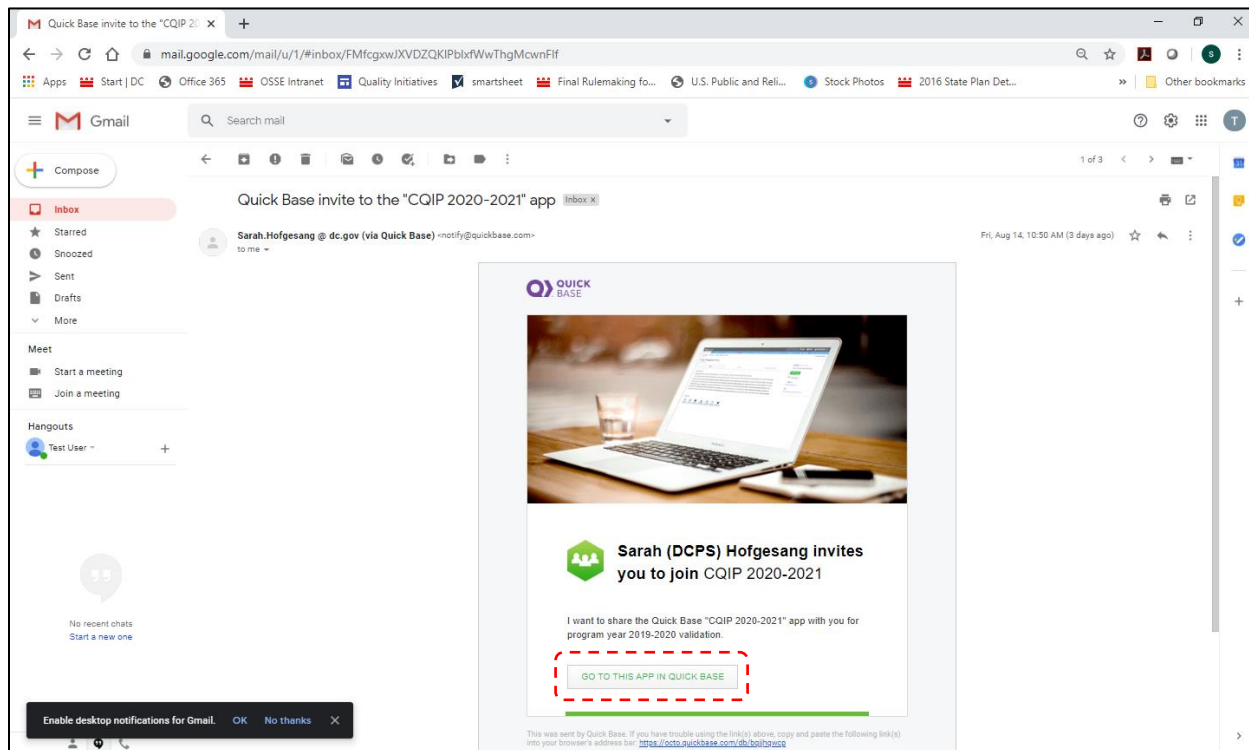 Quick Base invite to the "CQIP 20
mail.google.com/mail/u/1/#inbox/FMfcgxwJXVDZQKlPblxfWwThgMcwnFlf
Apps Start | DC Office 365 OSSE Intranet Quality Initiatives smartsheet Final Rulemaking fo... U.S. Public and Reli... Stock Photos 2016 State Plan Det... » Other bookmarks
Gmail Search mail T
Compose 1 of 3
Quick Base invite to the "CQIP 2020-2021" app Inbox x
Inbox
Starred
Snoozed
Sent
Drafts
More
Sarah.Hofgesang @ dc.gov (via Quick Base) <notify@quickbase.com> Fri, Aug 14, 10:50 AM (3 days ago)
to me
Meet
Start a meeting
Join a meeting
Hangouts
Test User
No recent chats
Start a new one
QUICK
BASE
Sarah (DCPS) Hofgesang invites
you to join CQIP 2020-2021
I want to share the Quick Base "CQIP 2020-2021" app with you for
program year 2019-2020 validation.
GO TO THIS APP IN QUICK BASE
Enable desktop notifications for Gmail. OK No thanks X
This was sent by Quick Base. If you have trouble using the link(s) above, copy and paste the following link(s)
into your browser's address bar: https://octo.quickbase.com/db/bqijhqwcp